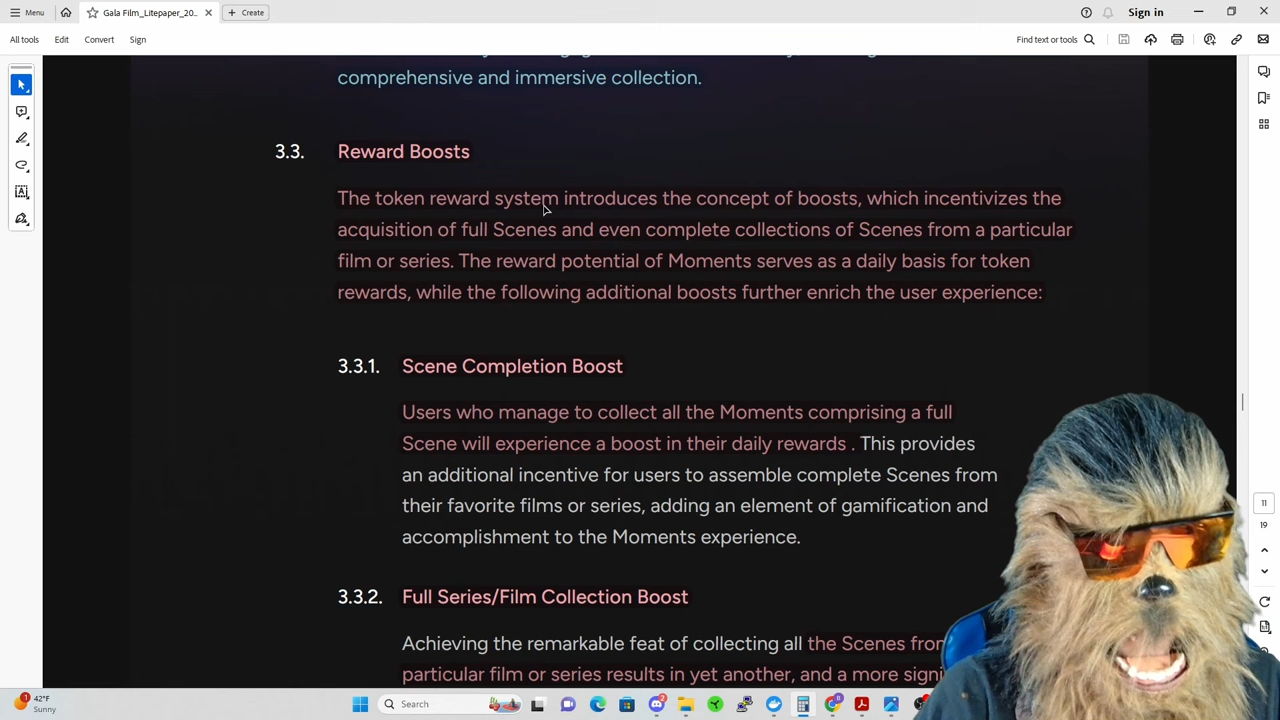 Menu
Gala Film_Litepaper_20...
Create
Sign in
All tools
Edit
Convert
Sign
Find text or tools
comprehensive and immersive collection.
3.3. Reward Boosts
The token reward system introduces the concept of boosts, which incentivizes the
acquisition of full Scenes and even complete collections of Scenes from a particular
film or series. The reward potential of Moments serves as a daily basis for token
rewards, while the following additional boosts further enrich the user experience:
3.3.1. Scene Completion Boost
Users who manage to collect all the Moments comprising a full
Scene will experience a boost in their daily rewards . This provides
an additional incentive for users to assemble complete Scenes from
their favorite films or series, adding an element of gamification and
accomplishment to the Moments experience.
11
19
3.3.2. Full Series/Film Collection Boost
Achieving the remarkable feat of collecting all the Scenes from
particular film or series results in yet another, and a more
42°F
Sunny
Search